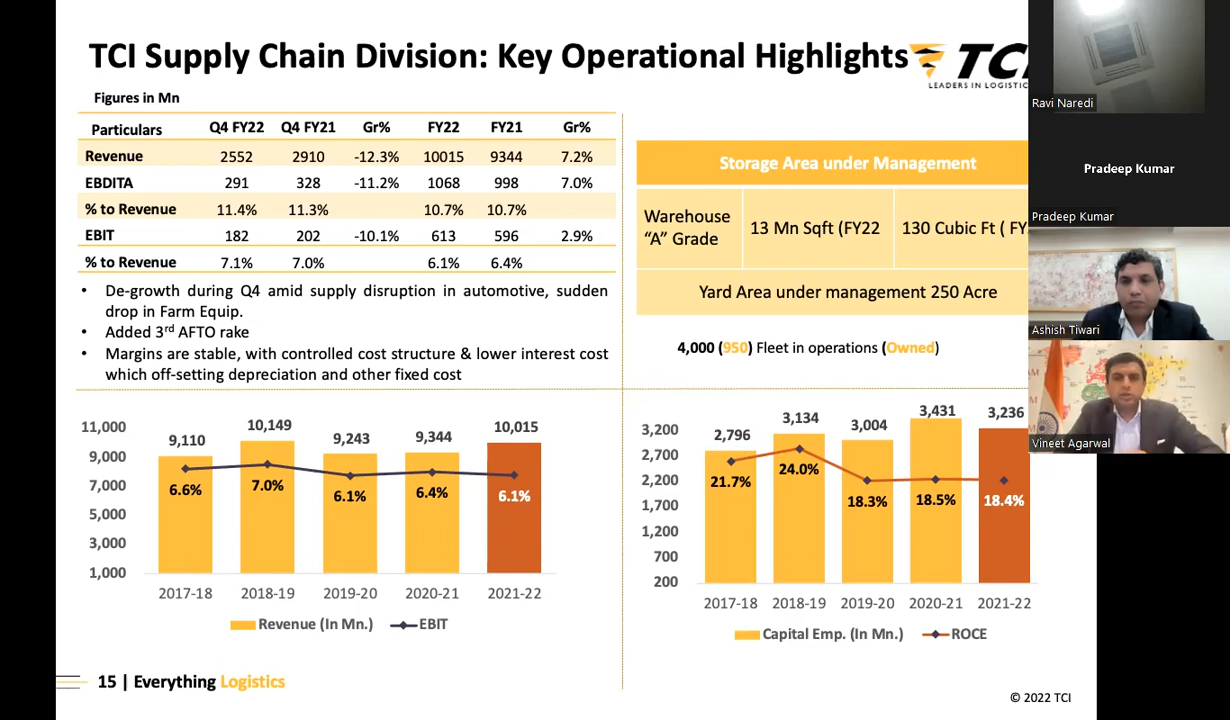 TCI Supply Chain Division: Key Operational Highlights
TCI
LEADERS IN LOGISTIC
Figures in Mn
Particulars Q4 FY22 Q4 FY21 Gr% FY22 FY21 Gr%
Revenue 2552 2910 -12.3% 10015 9344 7.2%
EBDITA 291 328 -11.2% 1068 998 7.0%
% to Revenue 11.4% 11.3% 10.7% 10.7%
EBIT 182 202 -10.1% 613 596 2.9%
% to Revenue 7.1% 7.0% 6.1% 6.4%
• De-growth during Q4 amid supply disruption in automotive, sudden
drop in Farm Equip.
• Added 3rd AFTO rake
• Margins are stable, with controlled cost structure & lower interest cost
which off-setting depreciation and other fixed cost
Storage Area under Management
Warehouse
“A” Grade
13 Mn Sqft (FY22
130 Cubic Ft ( FY
Yard Area under management 250 Acre
4,000 (950) Fleet in operations (Owned)
11,000
9,000
7,000
5,000
3,000
1,000
9,110
10,149
9,243
9,344
10,015
6.6%
7.0%
6.1%
6.4%
6.1%
2017-18 2018-19 2019-20 2020-21 2021-22
Revenue (In Mn.) EBIT
3,200
2,700
2,200
1,700
1,200
700
200
2,796
3,134
3,004
3,431
3,236
21.7%
24.0%
18.3%
18.5%
18.4%
2017-18 2018-19 2019-20 2020-21 2021-22
Capital Emp. (In Mn.) ROCE
15 | Everything Logistics
© 2022 TCI
Ravi Naredi
Pradeep Kumar
Pradeep Kumar
Ashish Tiwari
Vineet Agarwal